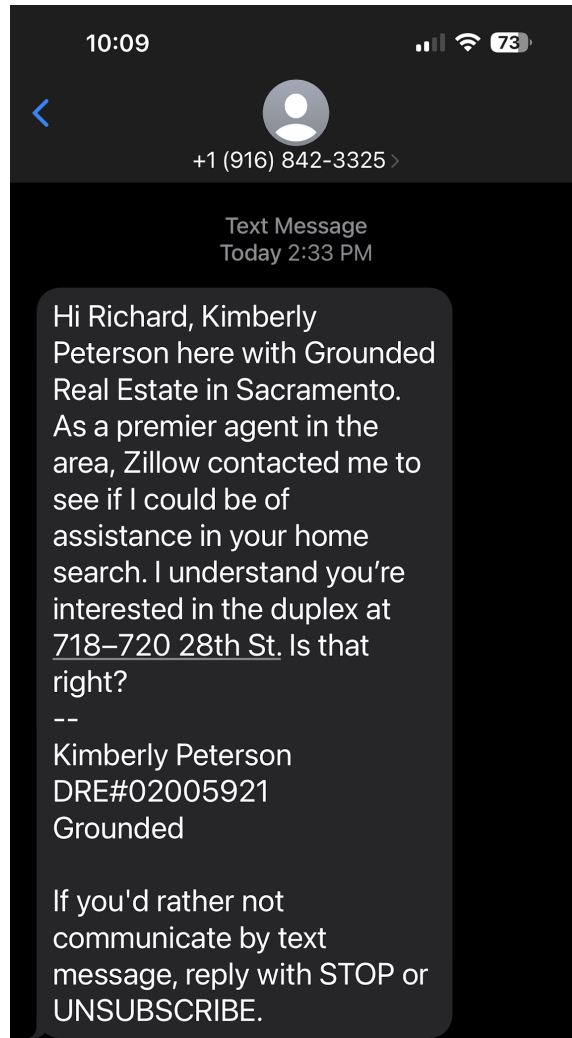 10:09
73
+1 (916) 842-3325
Text Message
Today 2:33 PM
Hi Richard, Kimberly
Peterson here with Grounded
Real Estate in Sacramento.
As a premier agent in the
area, Zillow contacted me to
see if I could be of
assistance in your home
search. I understand you’re
interested in the duplex at
718–720 28th St. Is that
right?
--
Kimberly Peterson
DRE#02005921
Grounded
If you'd rather not
communicate by text
message, reply with STOP or
UNSUBSCRIBE.